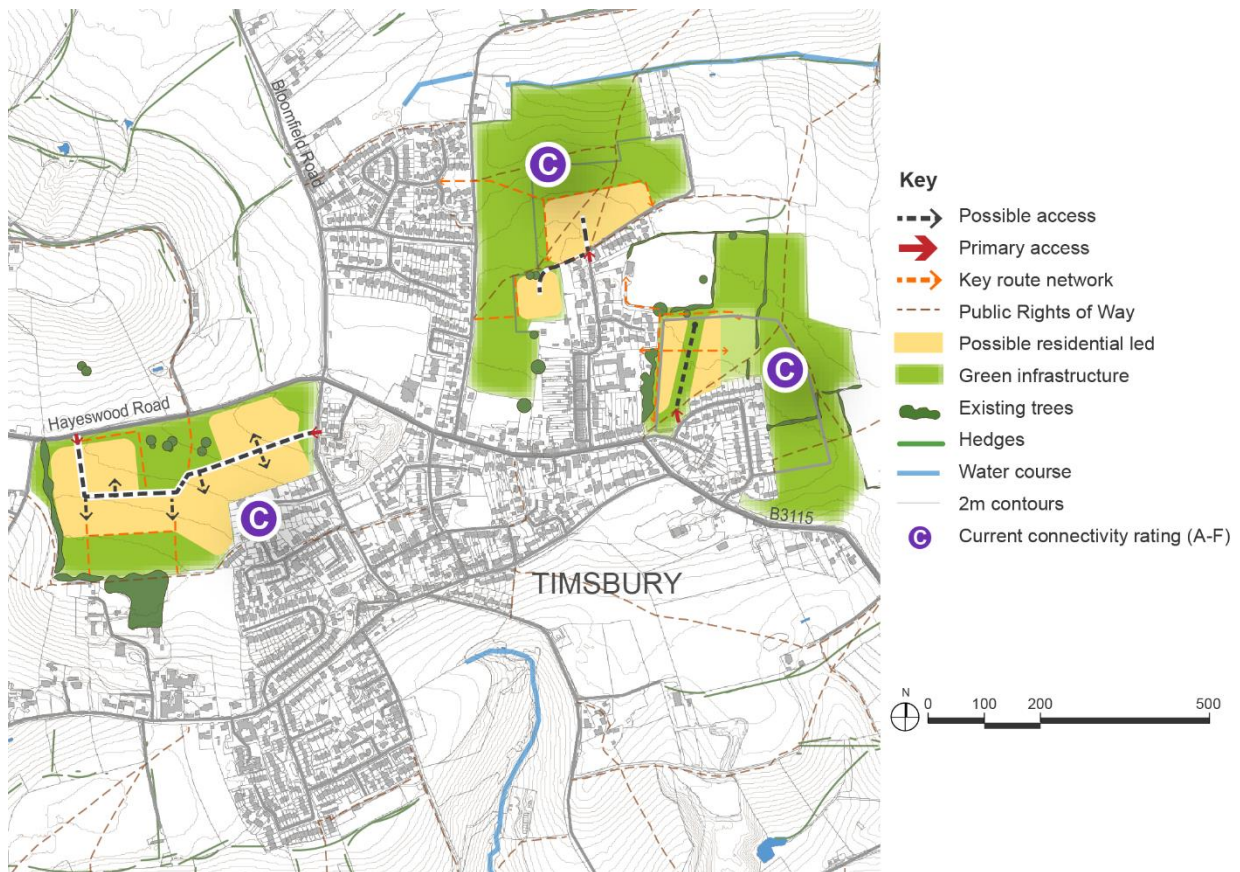 Bloomfield Road
C
Hayeswood Road
C
C
B3115
TIMSBURY
Key
Possible access
Primary access
Key route network
Public Rights of Way
Possible residential led
Green infrastructure
Existing trees
Hedges
Water course
2m contours
C Current connectivity rating (A-F)
N
0 100 200 500